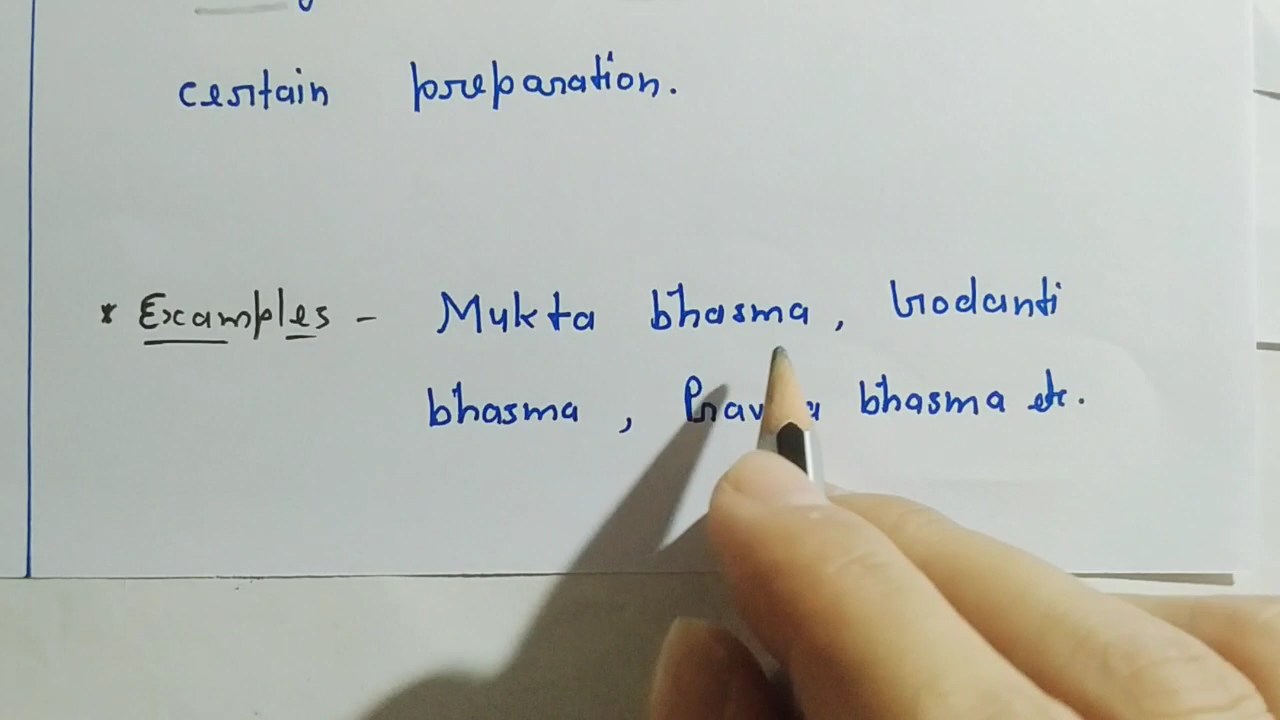 certain preparation.
* Examples - Mukta bhasma, Godanti
bhasma, bhasma etc.